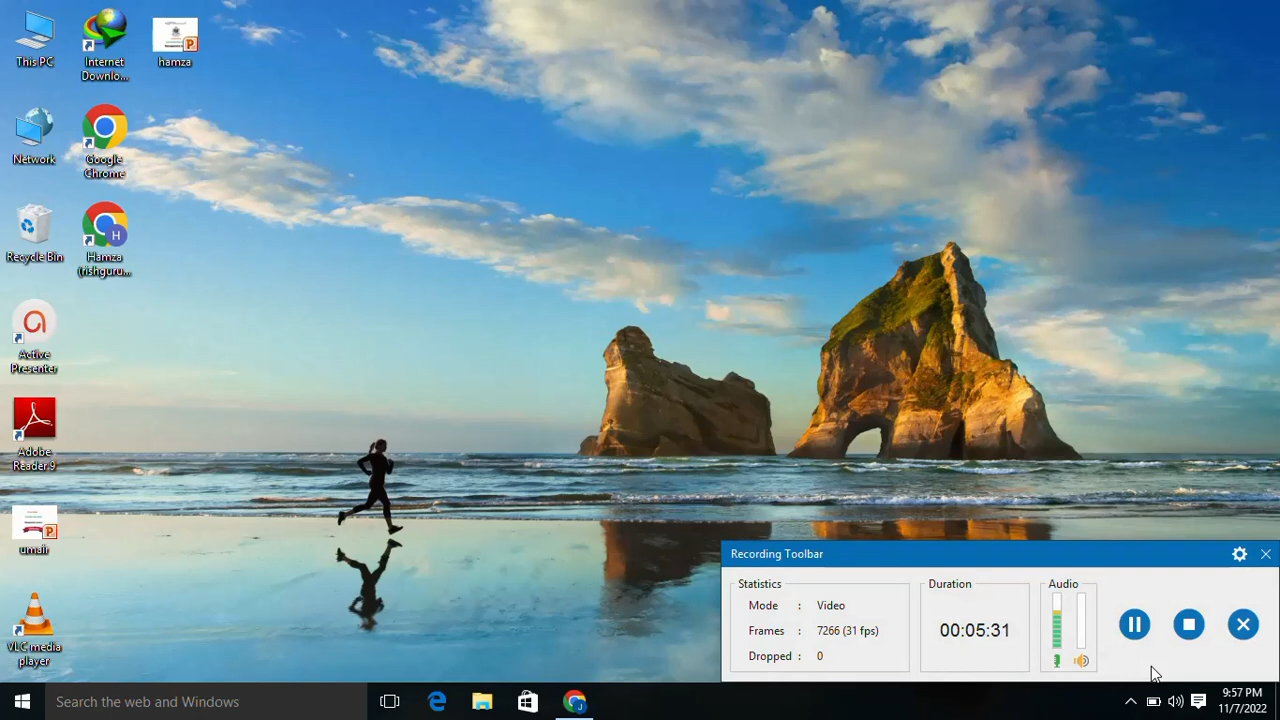 This PC
Internet
Downlo...
hamza
Network
Google
Chrome
Recycle Bin
H
Hamza
(rishguru...
Active
Presenter
Adobe
Reader 9
umair
VLC media
player
Recording Toolbar
Statistics
Mode : Video
Frames : 7266 (31 fps)
Dropped : 0
Duration
00:05:31
Audio
Search the web and Windows
J
9:57 PM
11/7/2022